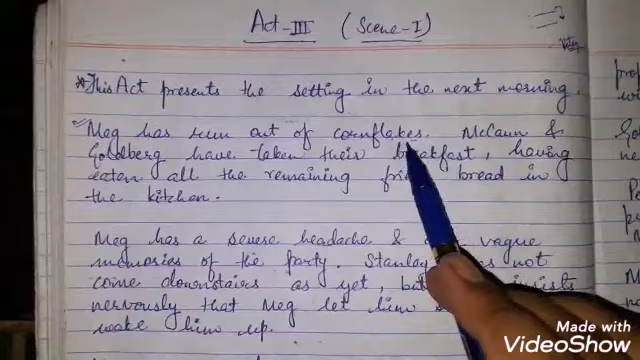 Act-III (Scene-I)
*This Act presents the setting in the next morning.
Meg has run out of cornflakes. McCann &
Goldberg have taken their breakfast, having
eaten all the remaining bread in
the kitchen.
Meg has a severe headache & vague
memories of the party. Stanley not
come downstairs as yet, but
nervously that Meg let him
wake him up.
Made with
VideoShow